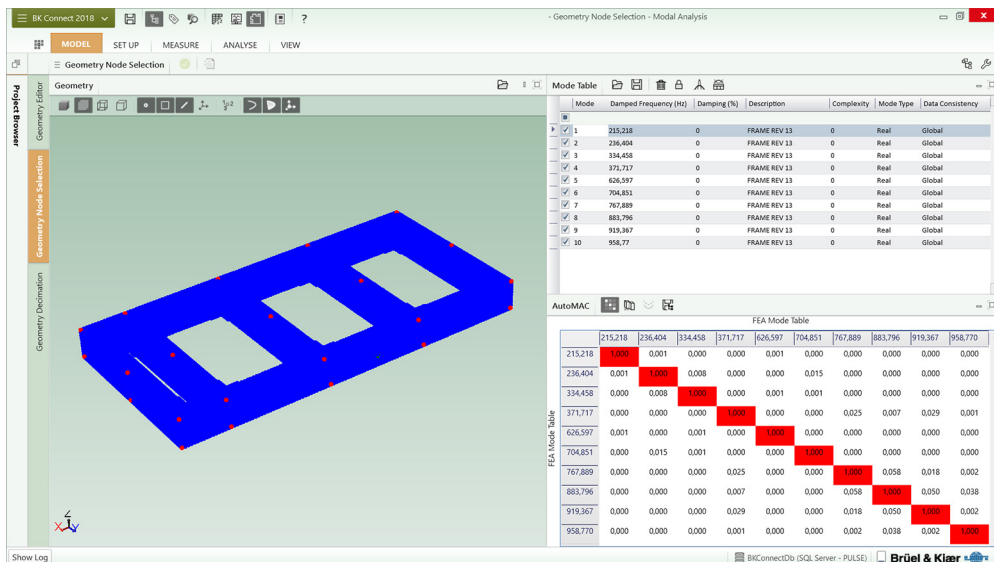 BK Connect 2018
?
- Geometry Node Selection - Modal Analysis
MODEL SET UP MEASURE ANALYSE VIEW
Geometry Node Selection
Project Browser
Geometry Editor
Geometry Node Selection
Geometry Decimation
Geometry
Z
X Y
Mode Table
Mode Damped Frequency (Hz) Damping (%) Description Complexity Mode Type Data Consistency
1 215,218 0 FRAME REV 13 0 Real Global
2 236,404 0 FRAME REV 13 0 Real Global
3 334,458 0 FRAME REV 13 0 Real Global
4 371,717 0 FRAME REV 13 0 Real Global
5 626,597 0 FRAME REV 13 0 Real Global
6 704,851 0 FRAME REV 13 0 Real Global
7 767,889 0 FRAME REV 13 0 Real Global
8 883,796 0 FRAME REV 13 0 Real Global
9 919,367 0 FRAME REV 13 0 Real Global
10 958,77 0 FRAME REV 13 0 Real Global
AutoMAC
FEA Mode Table
FEA Mode Table
215,218 236,404 334,458 371,717 626,597 704,851 767,889 883,796 919,367 958,770
215,218 1,000 0,001 0,000 0,000 0,001 0,000 0,000 0,000 0,000 0,000
236,404 0,001 1,000 0,008 0,000 0,000 0,015 0,000 0,000 0,000 0,000
334,458 0,000 0,008 1,000 0,000 0,001 0,001 0,000 0,000 0,000 0,000
371,717 0,000 0,000 0,000 1,000 0,000 0,000 0,025 0,007 0,029 0,001
626,597 0,001 0,000 0,001 0,000 1,000 0,000 0,000 0,000 0,000 0,000
704,851 0,000 0,015 0,001 0,000 0,000 1,000 0,000 0,000 0,000 0,000
767,889 0,000 0,000 0,000 0,025 0,000 0,000 1,000 0,058 0,018 0,002
883,796 0,000 0,000 0,000 0,007 0,000 0,000 0,058 1,000 0,050 0,038
919,367 0,000 0,000 0,000 0,029 0,000 0,000 0,018 0,050 1,000 0,002
958,770 0,000 0,000 0,000 0,001 0,000 0,000 0,002 0,038 0,002 1,000
Show Log
BKConnectDb (SQL Server - PULSE)
Brüel & Kjær